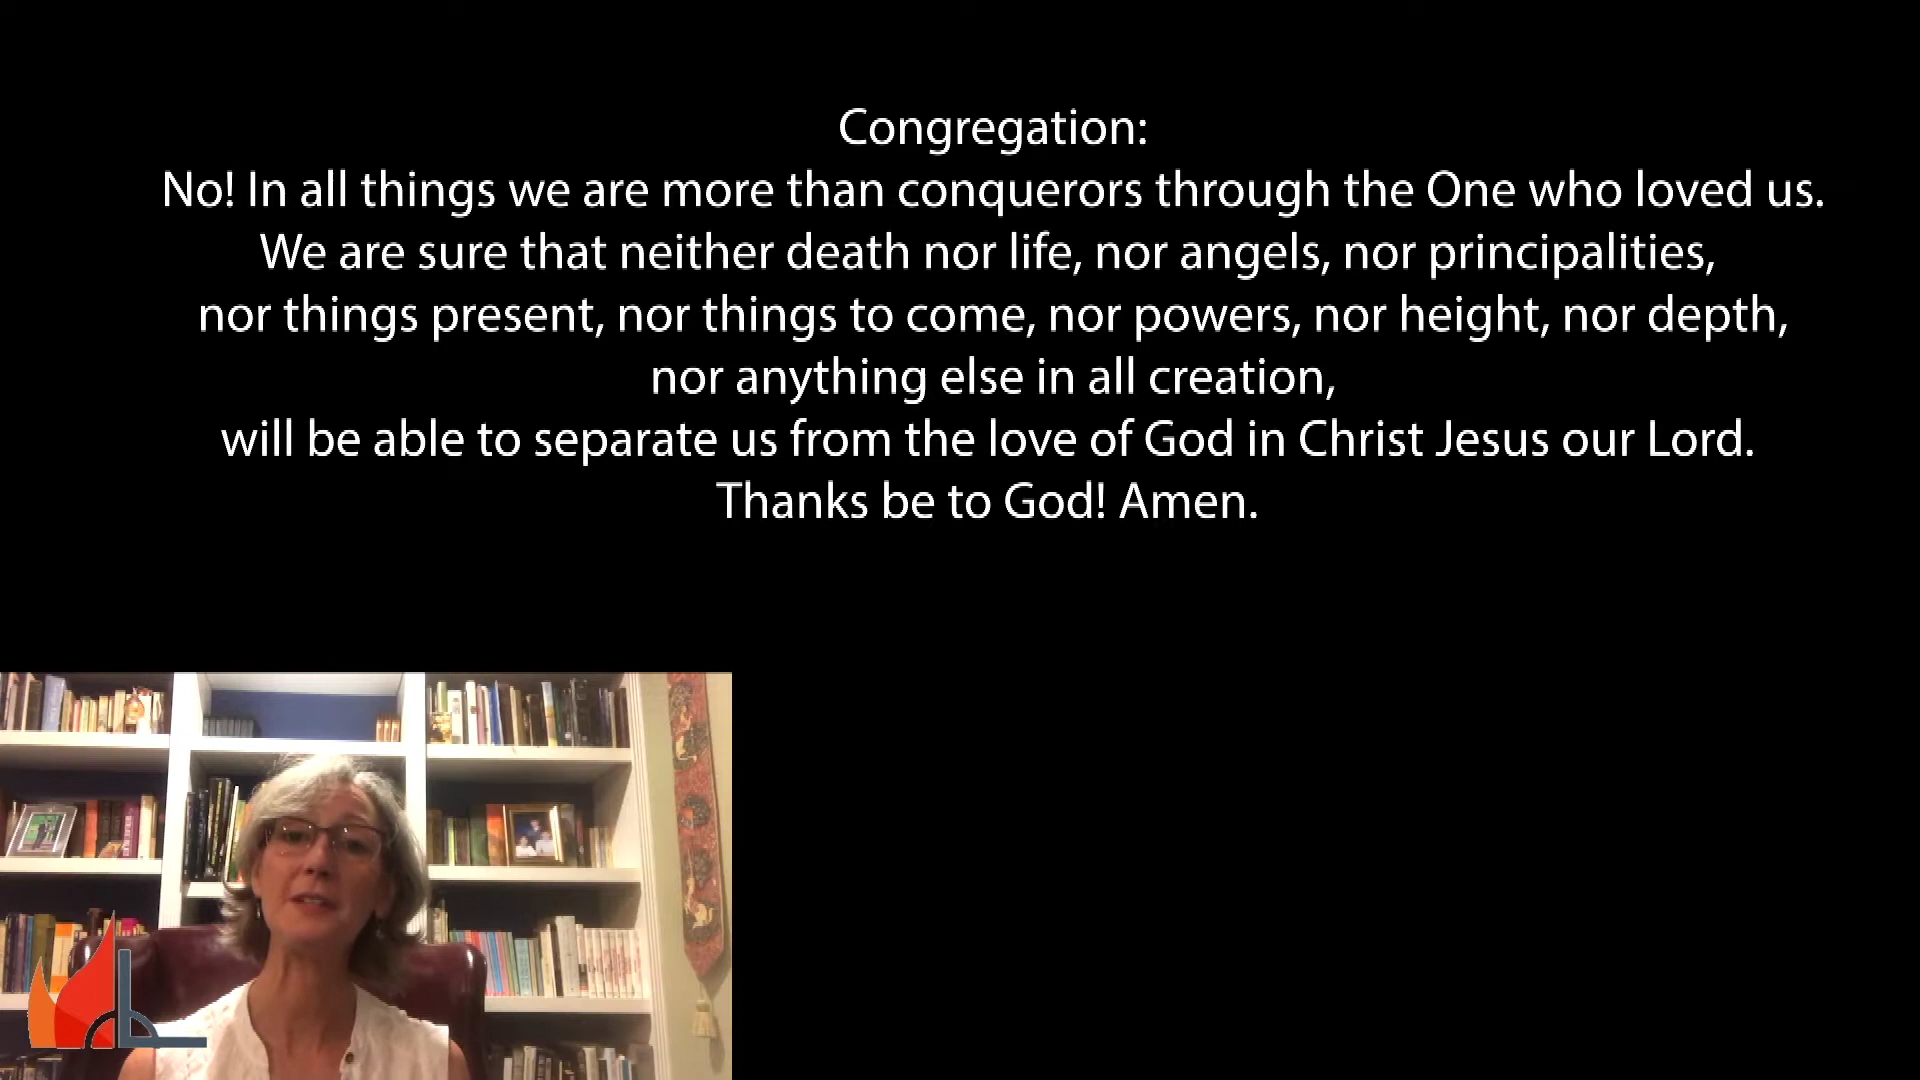 Congregation:
No! In all things we are more than conquerors through the One who loved us.
We are sure that neither death nor life, nor angels, nor principalities,
nor things present, nor things to come, nor powers, nor height, nor depth,
nor anything else in all creation,
will be able to separate us from the love of God in Christ Jesus our Lord.
Thanks be to God! Amen.